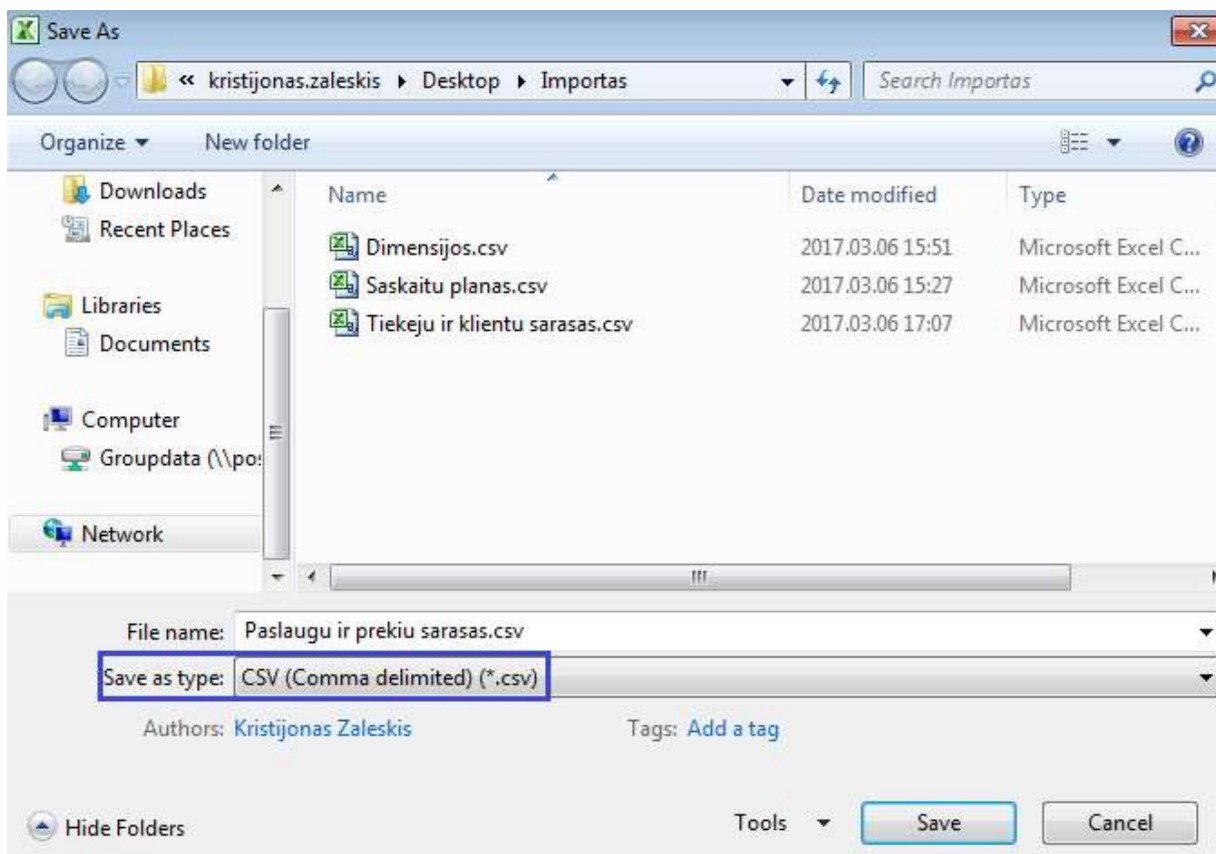 Save As
« kristijonas.zaleskis Desktop Importas Search Importas
Organize New folder
Name Date modified Type
Downloads
Recent Places
Libraries
Documents
Computer
Groupdata (\\po
Network
Dimensijos.csv 2017.03.06 15:51 Microsoft Excel C...
Saskaitu planas.csv 2017.03.06 15:27 Microsoft Excel C...
Tiekeju ir klientu sarasas.csv 2017.03.06 17:07 Microsoft Excel C...
File name: Paslaugu ir prekiu sarasas.csv
Save as type: CSV (Comma delimited) (*.csv)
Authors: Kristijonas Zaleskis Tags: Add a tag
Hide Folders Tools Save Cancel